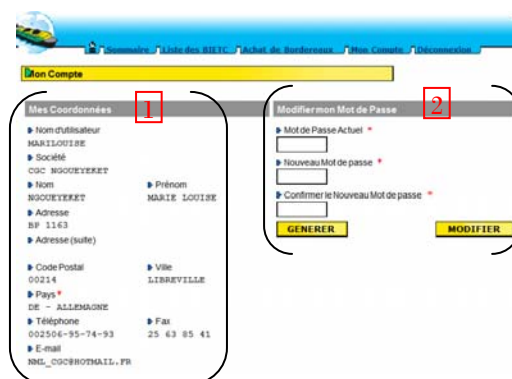 Sommaire Liste des BIETC Achat de Bordereaux Mon Compte Déconnexion
Mon Compte
Mes Coordonnées
1
Nom d'utilisateur
MARILOUISE
Société
CGC NGOUEYEKET
Nom Prénom
NGOUEYEKET MARIE LOUISE
Adresse
BP 1163
Adresse (suite)
Code Postal Ville
00214 LIBREVILLE
Pays *
DE - ALLEMAGNE
Téléphone Fax
002506-95-74-93 25 63 85 41
E-mail
NML_CGC@HOTMAIL.FR
Modifier mon Mot de Passe
2
Mot de Passe Actuel *
Nouveau Mot de passe *
Confirmer le Nouveau Mot de passe *
GENERER MODIFIER